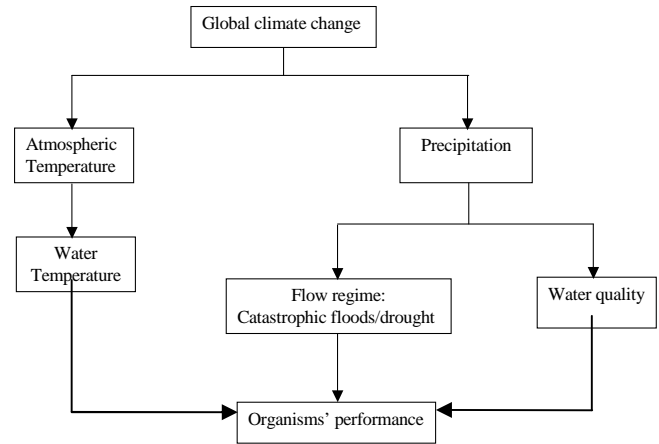 Global climate change
Atmospheric
Temperature
Precipitation
Water
Temperature
Flow regime:
Catastrophic floods/drought
Water quality
Organisms’ performance